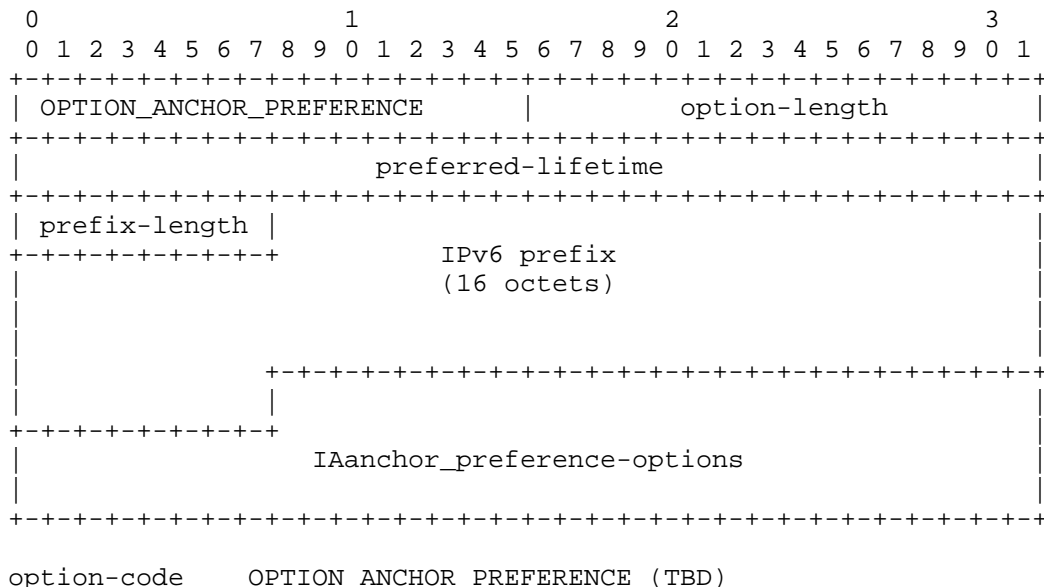 0                   1                   2                   3
 0 1 2 3 4 5 6 7 8 9 0 1 2 3 4 5 6 7 8 9 0 1 2 3 4 5 6 7 8 9 0 1
+-+-+-+-+-+-+-+-+-+-+-+-+-+-+-+-+-+-+-+-+-+-+-+-+-+-+-+-+-+-+-+-+
| OPTION_ANCHOR_PREFERENCE      |         option-length         |
+-+-+-+-+-+-+-+-+-+-+-+-+-+-+-+-+-+-+-+-+-+-+-+-+-+-+-+-+-+-+-+-+
|                      preferred-lifetime                       |
+-+-+-+-+-+-+-+-+-+-+-+-+-+-+-+-+-+-+-+-+-+-+-+-+-+-+-+-+-+-+-+-+
| prefix-length |                                               |
+-+-+-+-+-+-+-+-+          IPv6 prefix                          |
|                          (16 octets)                          |
|                                                               |
|                                                               |
|               +-+-+-+-+-+-+-+-+-+-+-+-+-+-+-+-+-+-+-+-+-+-+-+-+
|               |                                               |
+-+-+-+-+-+-+-+-+                                               |
|                  IAanchor_preference-options                  |
|                                                               |
+-+-+-+-+-+-+-+-+-+-+-+-+-+-+-+-+-+-+-+-+-+-+-+-+-+-+-+-+-+-+-+-+
option-code    OPTION_ANCHOR_PREFERENCE (TBD)